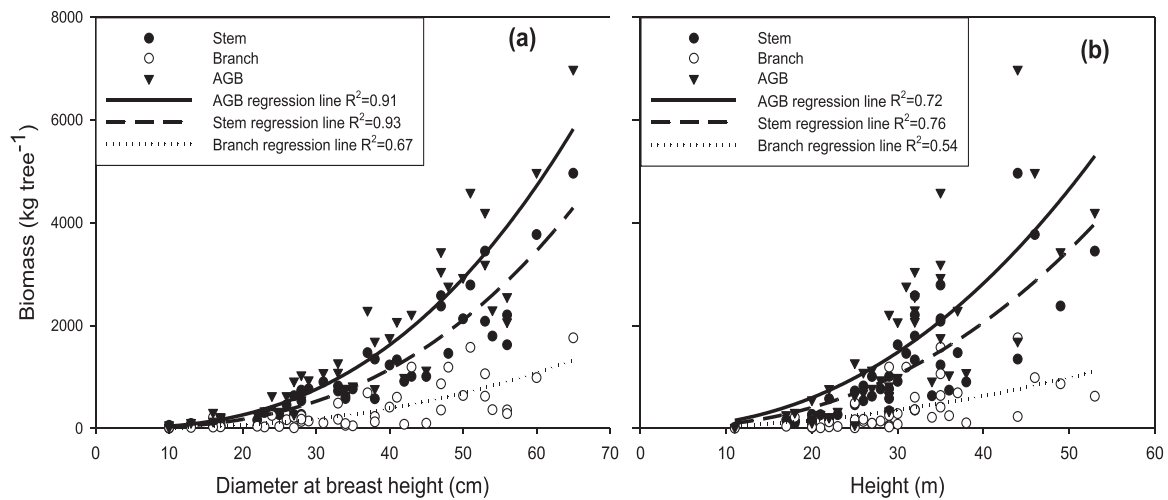 8000
6000
4000
2000
0
Biomass (kg tree⁻¹)
(a)
Stem
Branch
AGB
AGB regression line R²=0.91
Stem regression line R²=0.93
Branch regression line R²=0.67
0 10 20 30 40 50 60 70
Diameter at breast height (cm)
(b)
Stem
Branch
AGB
AGB regression line R²=0.72
Stem regression line R²=0.76
Branch regression line R²=0.54
0 10 20 30 40 50 60
Height (m)